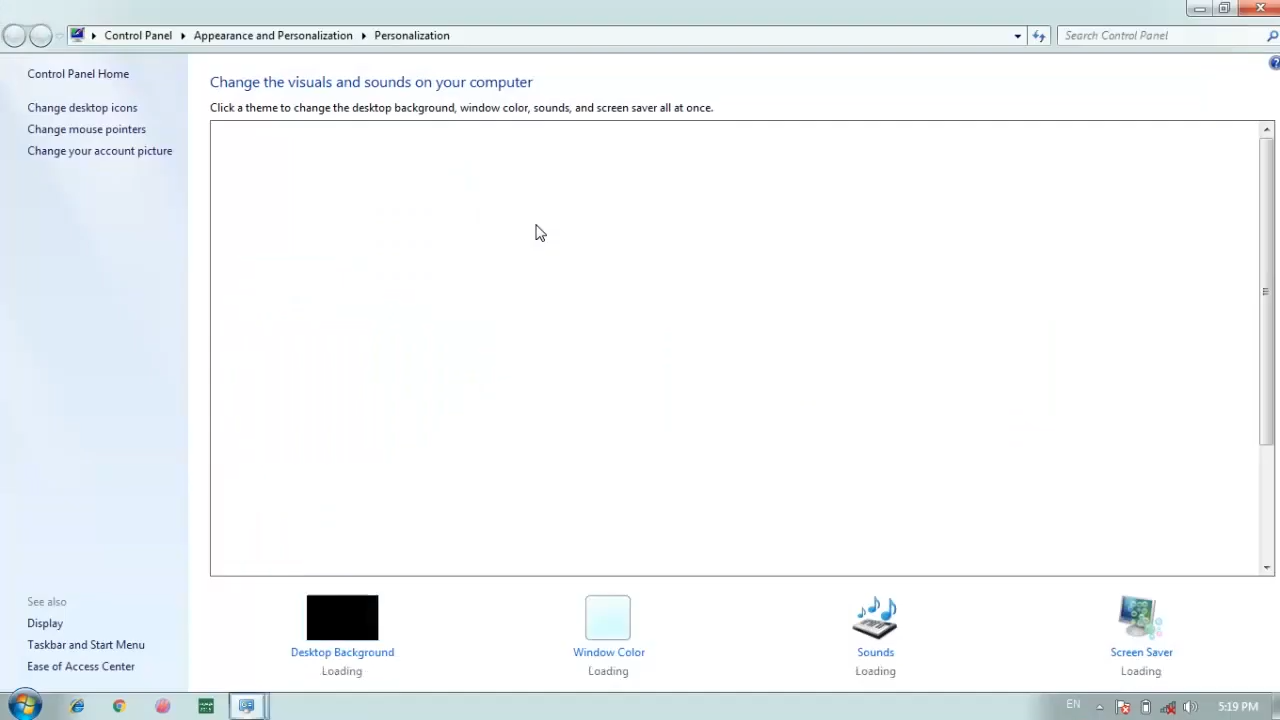 Control Panel ▸ Appearance and Personalization ▸ Personalization
Search Control Panel
Control Panel Home
Change desktop icons
Change mouse pointers
Change your account picture
Change the visuals and sounds on your computer
Click a theme to change the desktop background, window color, sounds, and screen saver all at once.
See also
Display
Taskbar and Start Menu
Ease of Access Center
Desktop Background
Loading
Window Color
Loading
Sounds
Loading
Screen Saver
Loading
EN
5:19 PM